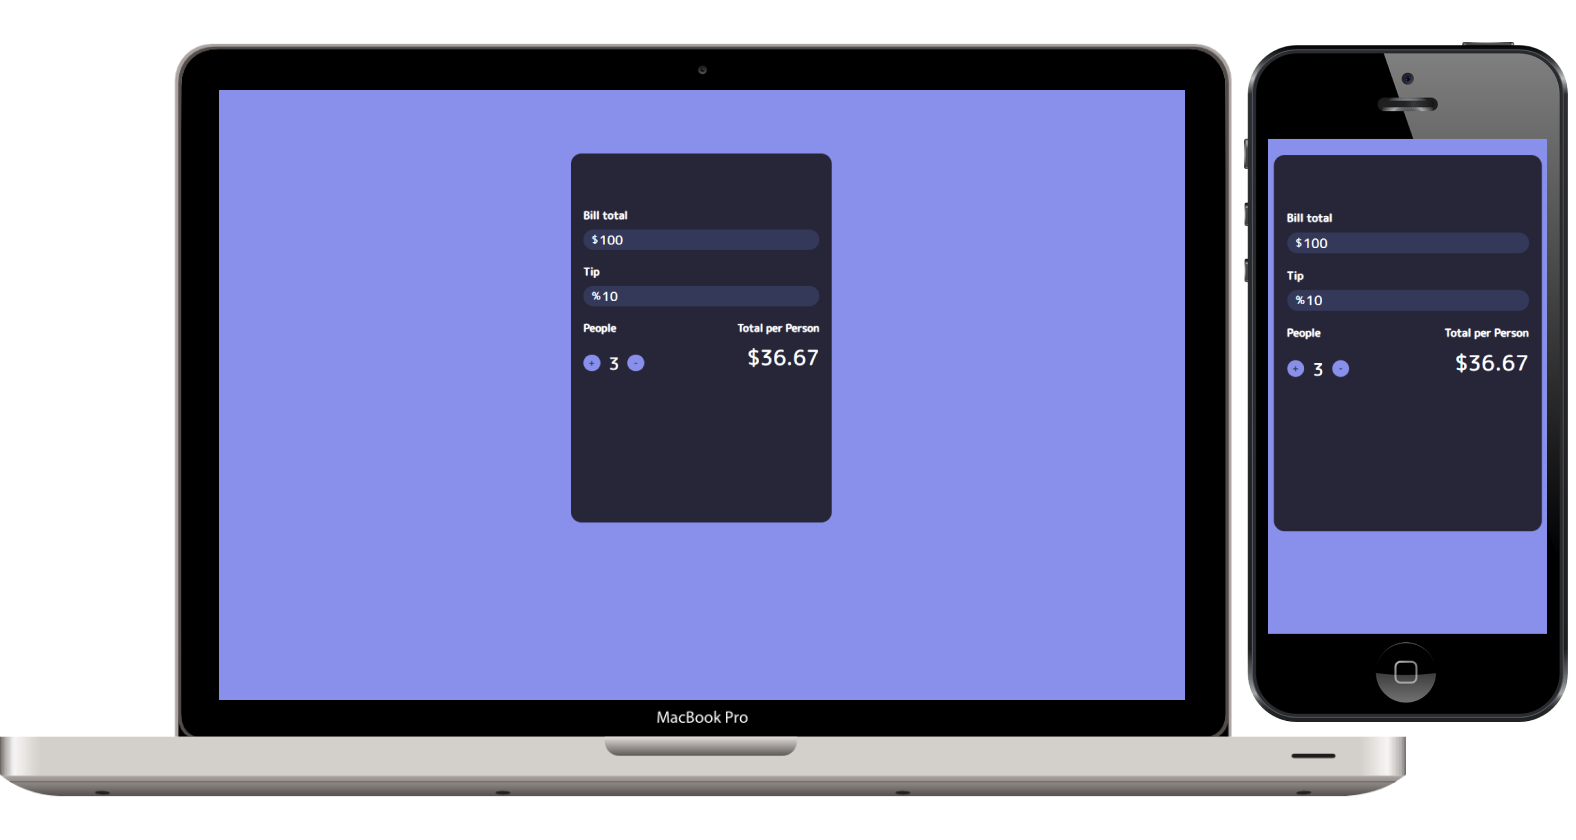 Bill total
$100
Tip
%10
People Total per Person
+ 3 - $36.67
MacBook Pro
Bill total
$100
Tip
%10
People Total per Person
+ 3 - $36.67